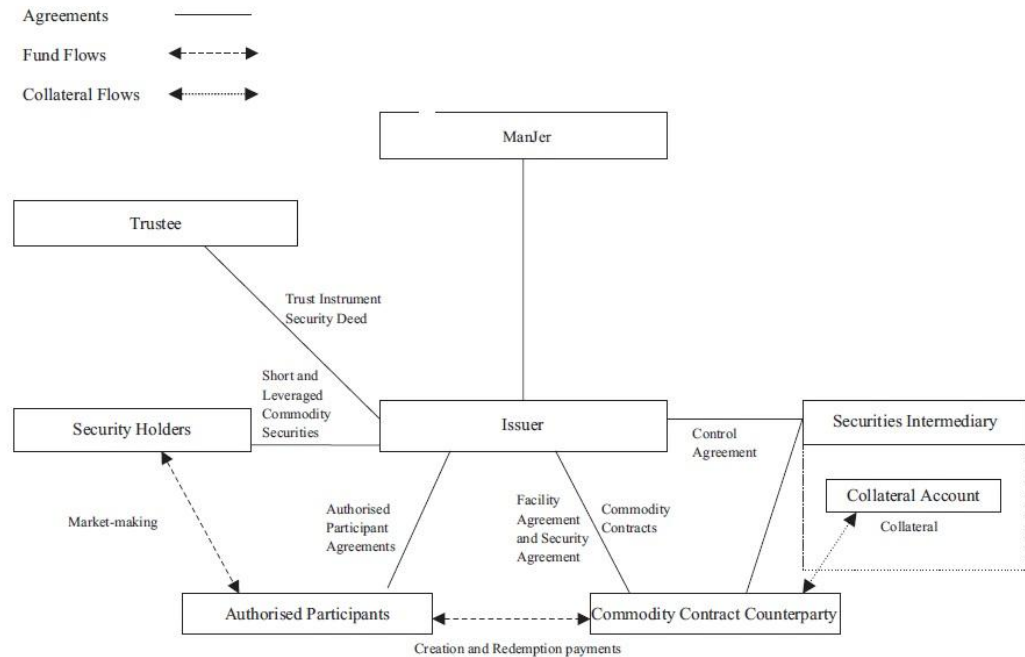 Agreements
Fund Flows
Collateral Flows
ManJer
Trustee
Trust Instrument
Security Deed
Short and
Leveraged
Commodity
Securities
Security Holders
Issuer
Control
Agreement
Securities Intermediary
Collateral Account
Collateral
Market-making
Authorised
Participant
Agreements
Facility
Agreement
and Security
Agreement
Commodity
Contracts
Authorised Participants
Commodity Contract Counterparty
Creation and Redemption payments